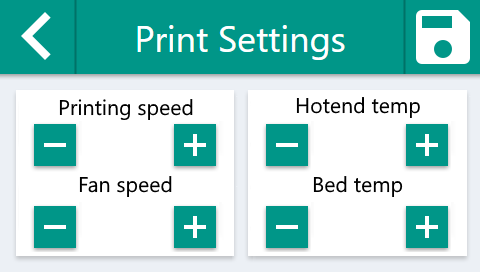 Print Settings
Printing speed
Fan speed
Hotend temp
Bed temp